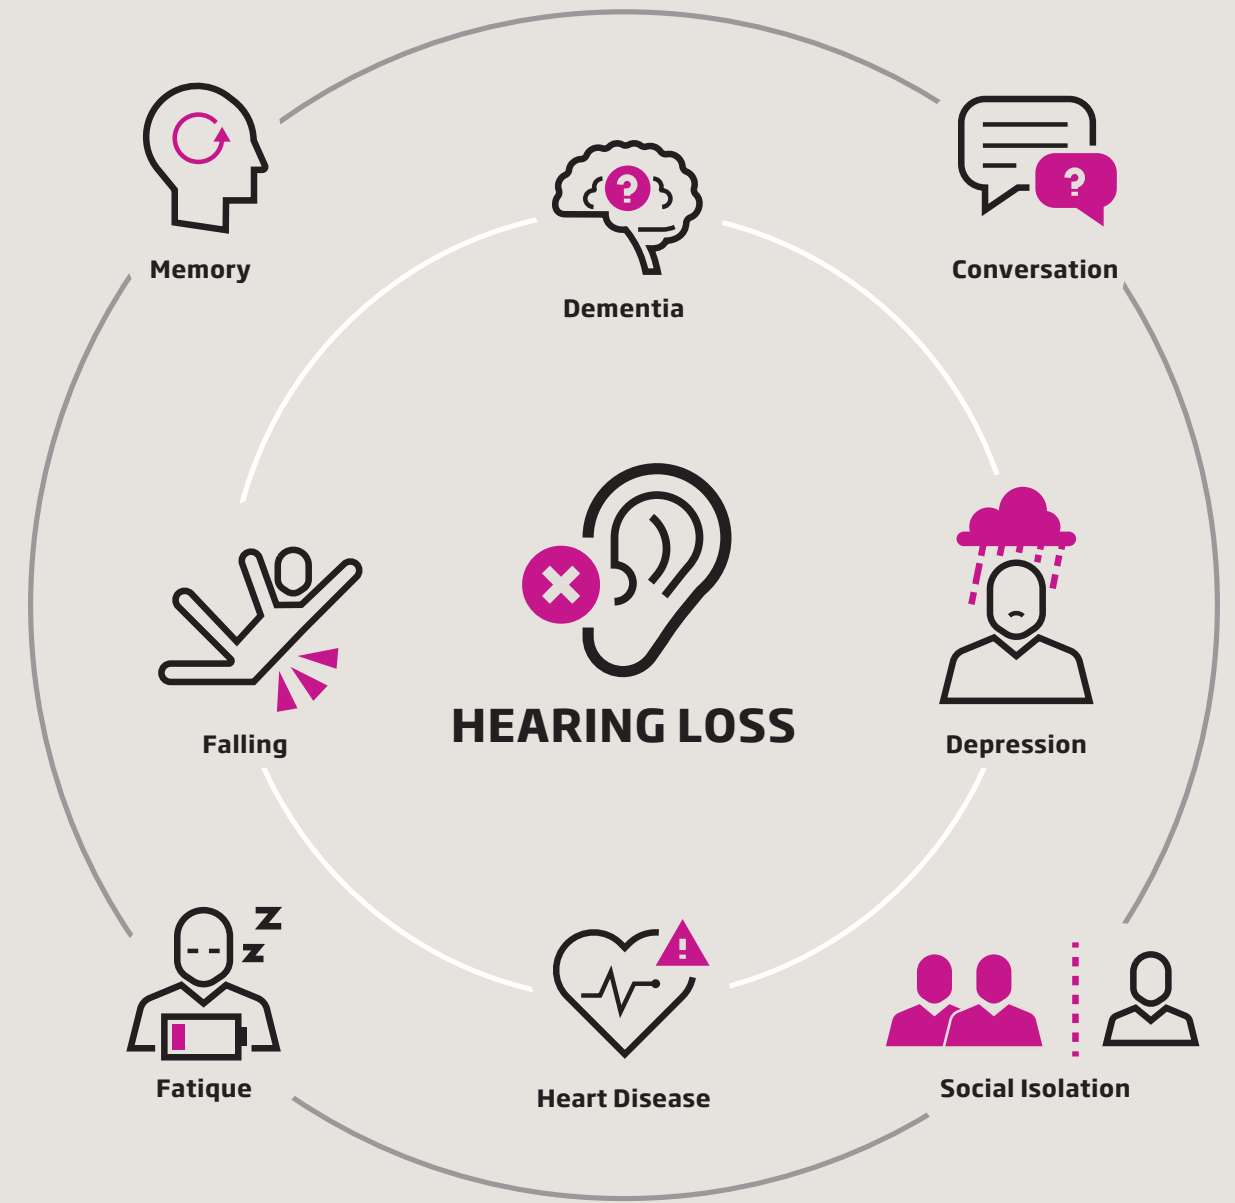 Memory
Conversation
Dementia
HEARING LOSS
Falling
Depression
Fatique
Heart Disease
Social Isolation